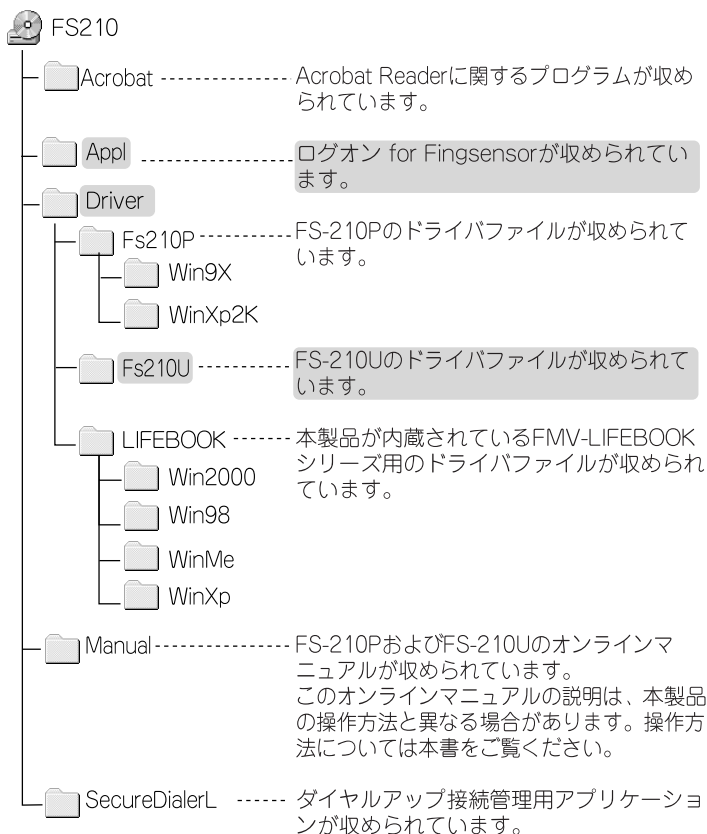 FS210
Acrobat
Acrobat Readerに関するプログラムが収め
られています。
Appl
ログオン for Fingsensorが収められてい
ます。
Driver
Fs210P
FS-210Pのドライバファイルが収められて
います。
Win9X
WinXp2K
Fs210U
FS-210Uのドライバファイルが収められて
います。
LIFEBOOK
本製品が内蔵されているFMV-LIFEBOOK
シリーズ用のドライバファイルが収められ
ています。
Win2000
Win98
WinMe
WinXp
Manual
FS-210PおよびFS-210Uのオンラインマ
ニュアルが収められています。
このオンラインマニュアルの説明は、本製品
の操作方法と異なる場合があります。操作方
法については本書をご覧ください。
SecureDialerL
ダイヤルアップ接続管理用アプリケーショ
ンが収められています。